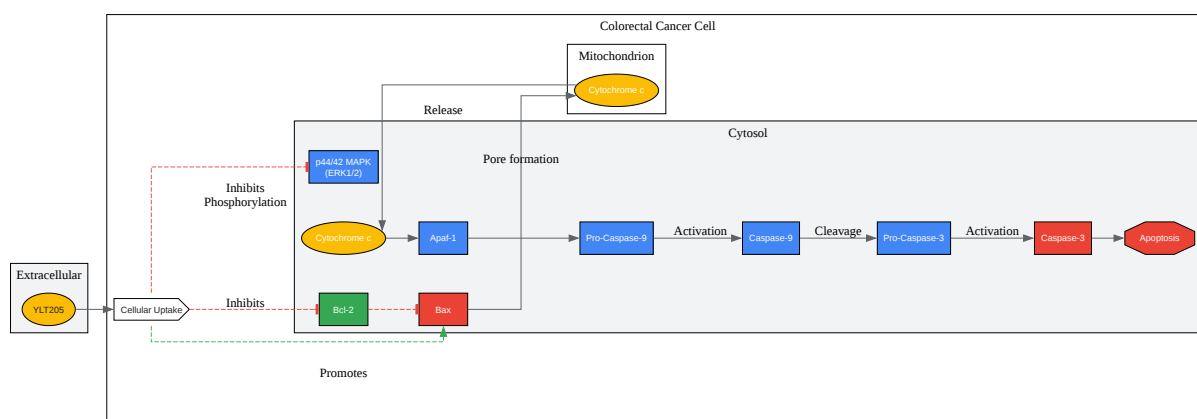 Colorectal Cancer Cell
Mitochondrion
Cytochrome c
Release
Cytosol
Pore formation
p44/42 MAPK
(ERK1/2)
Inhibits
Phosphorylation
Cytochrome c
Apaf-1
Pro-Caspase-9
Activation
Caspase-9
Cleavage
Pro-Caspase-3
Activation
Caspase-3
Apoptosis
Extracellular
YLT205
Cellular Uptake
Inhibits
Bcl-2
Bax
Promotes